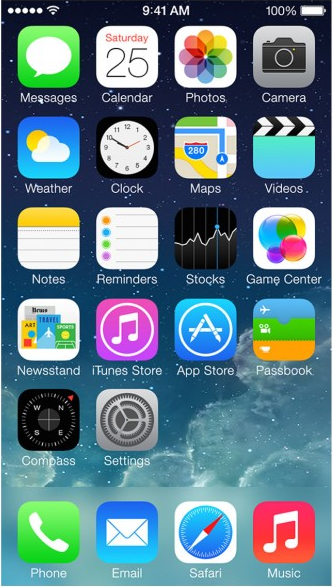 9:41 AM 100%
Saturday
25
Messages Calendar Photos Camera
280
Weather Clock Maps Videos
Notes Reminders Stocks Game Center
News
ART TRAVEL SPORTS
Newsstand iTunes Store App Store Passbook
N
W E
S
Compass Settings
Phone Email Safari Music